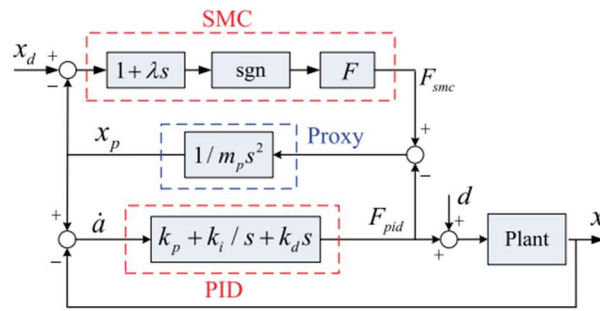 SMC
x_d + 1+λs sgn F F_smc
−
x_p 1/m_p s² Proxy +
−
+ ȧ k_p + k_i / s + k_d s F_pid d + Plant x
− +
PID